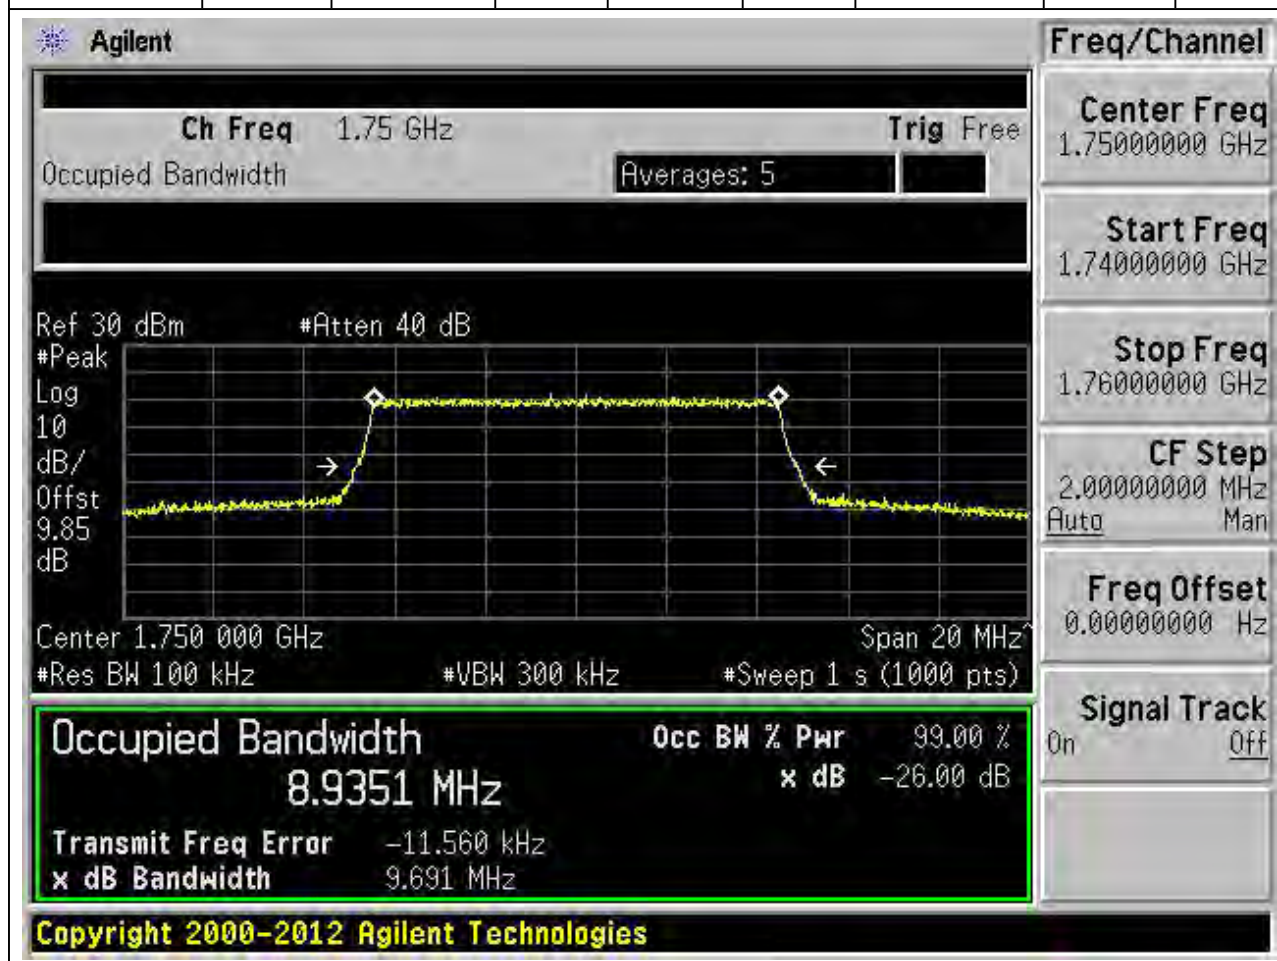 Agilent
Freq/Channel
Ch Freq 1.75 GHz Trig Free
Occupied Bandwidth Averages: 5
Center Freq
1.75000000 GHz
Start Freq
1.74000000 GHz
Ref 30 dBm #Atten 40 dB
#Peak
Log
10
dB/
Offst
9.85
dB
Stop Freq
1.76000000 GHz
CF Step
2.00000000 MHz
Auto Man
Freq Offset
0.00000000 Hz
Center 1.750 000 GHz Span 20 MHz^
#Res BW 100 kHz #VBW 300 kHz #Sweep 1 s (1000 pts)
Signal Track
On Off
Occupied Bandwidth Occ BW % Pwr 99.00 %
8.9351 MHz x dB -26.00 dB
Transmit Freq Error -11.560 kHz
x dB Bandwidth 9.691 MHz
Copyright 2000-2012 Agilent Technologies